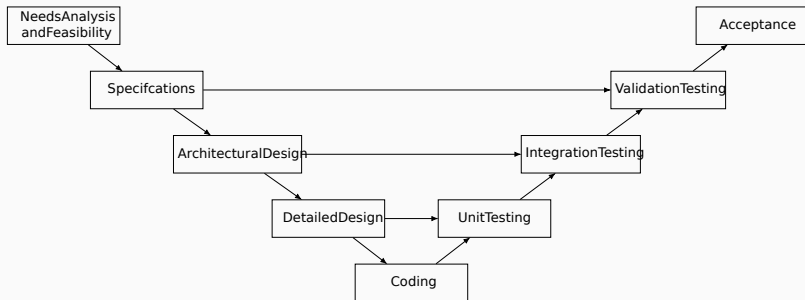 NeedsAnalysis
andFeasibility
Acceptance
Specifcations
ValidationTesting
ArchitecturalDesign
IntegrationTesting
DetailedDesign
UnitTesting
Coding